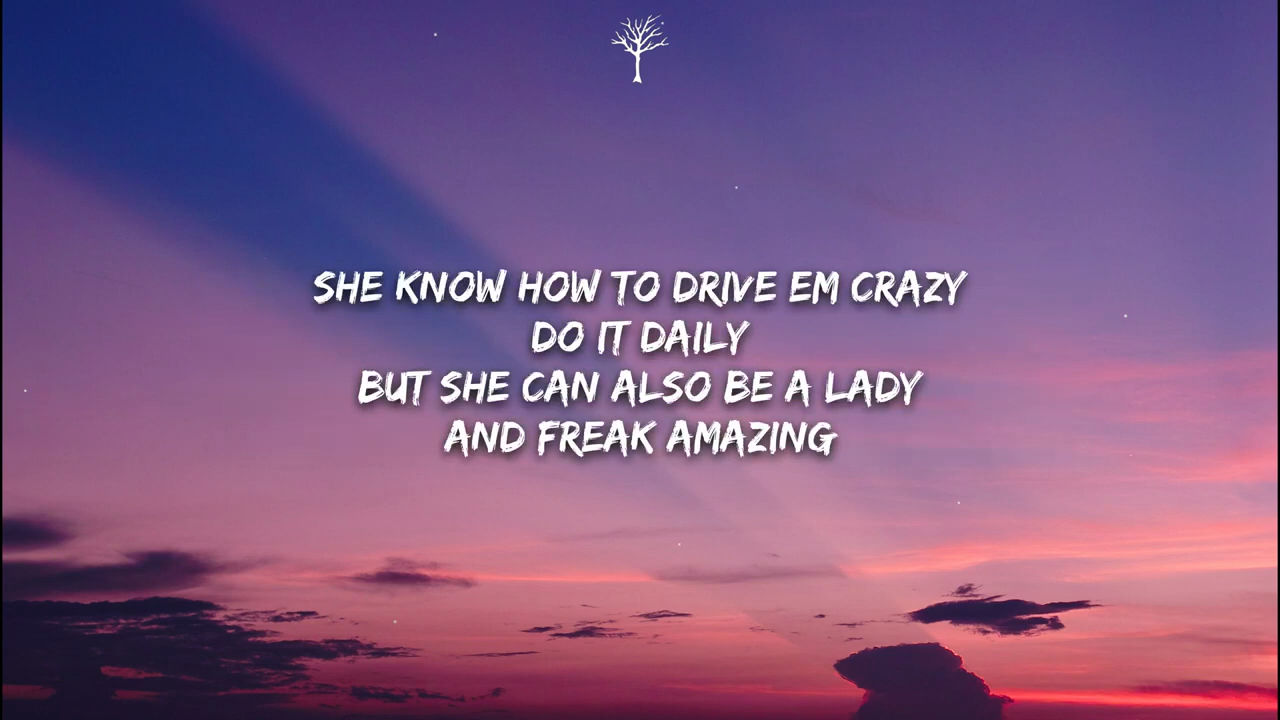 SHE KNOW HOW TO DRIVE EM CRAZY
DO IT DAILY
BUT SHE CAN ALSO BE A LADY
AND FREAK AMAZING